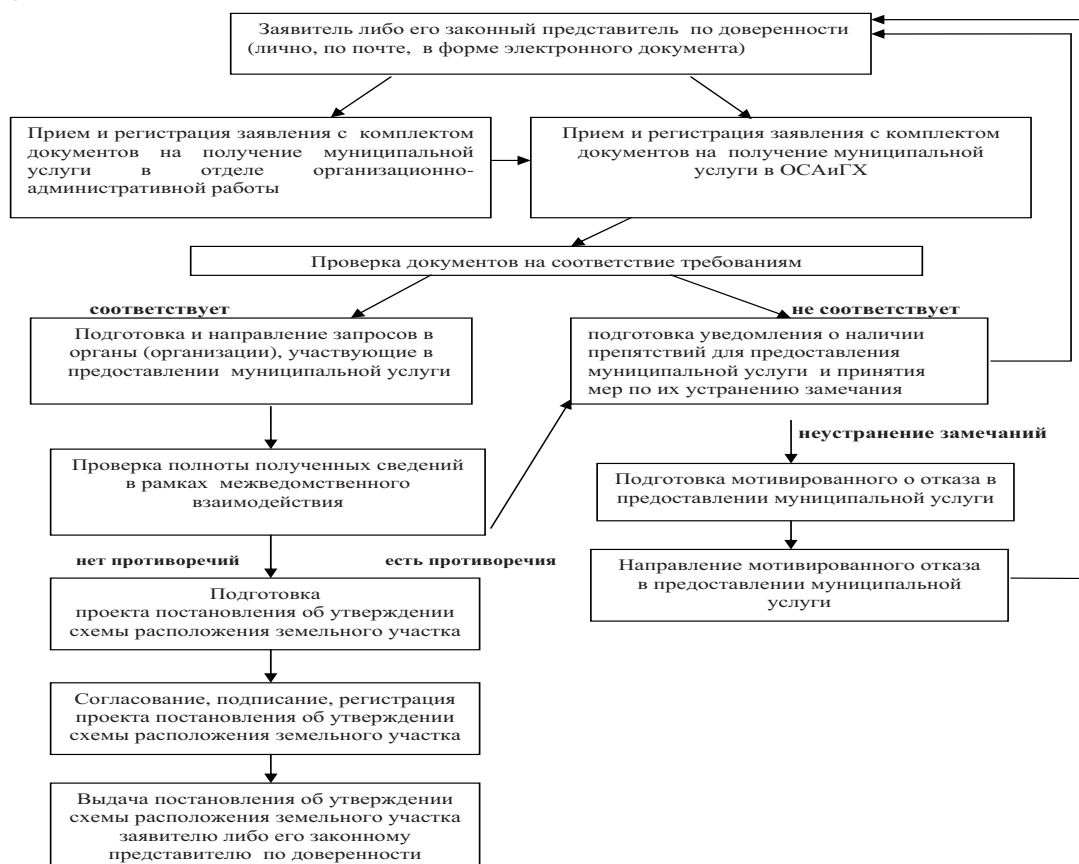 Заявитель либо его законный представитель по доверенности
(лично, по почте, в форме электронного документа)
Прием и регистрация заявления с комплектом
документов на получение муниципальной
услуги в отделе организационно-
административной работы
Прием и регистрация заявления с комплектом
документов на получение муниципальной
услуги в ОСАиГХ
Проверка документов на соответствие требованиям
соответствует
не соответствует
Подготовка и направление запросов в
органы (организации), участвующие в
предоставлении муниципальной услуги
подготовка уведомления о наличии
препятствий для предоставления
муниципальной услуги и принятия
мер по их устранению замечания
неустранение замечаний
Проверка полноты полученных сведений
в рамках межведомственного
взаимодействия
Подготовка мотивированного о отказа в
предоставлении муниципальной услуги
нет противоречий
есть противоречия
Направление мотивированного отказа
в предоставлении муниципальной
услуги
Подготовка
проекта постановления об утверждении
схемы расположения земельного участка
Согласование, подписание, регистрация
проекта постановления об утверждении
схемы расположения земельного участка
Выдача постановления об утверждении
схемы расположения земельного участка
заявителю либо его законному
представителю по доверенности